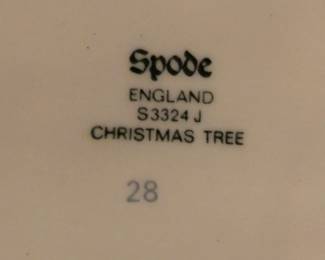 Spode
ENGLAND
S3324 J
CHRISTMAS TREE
28